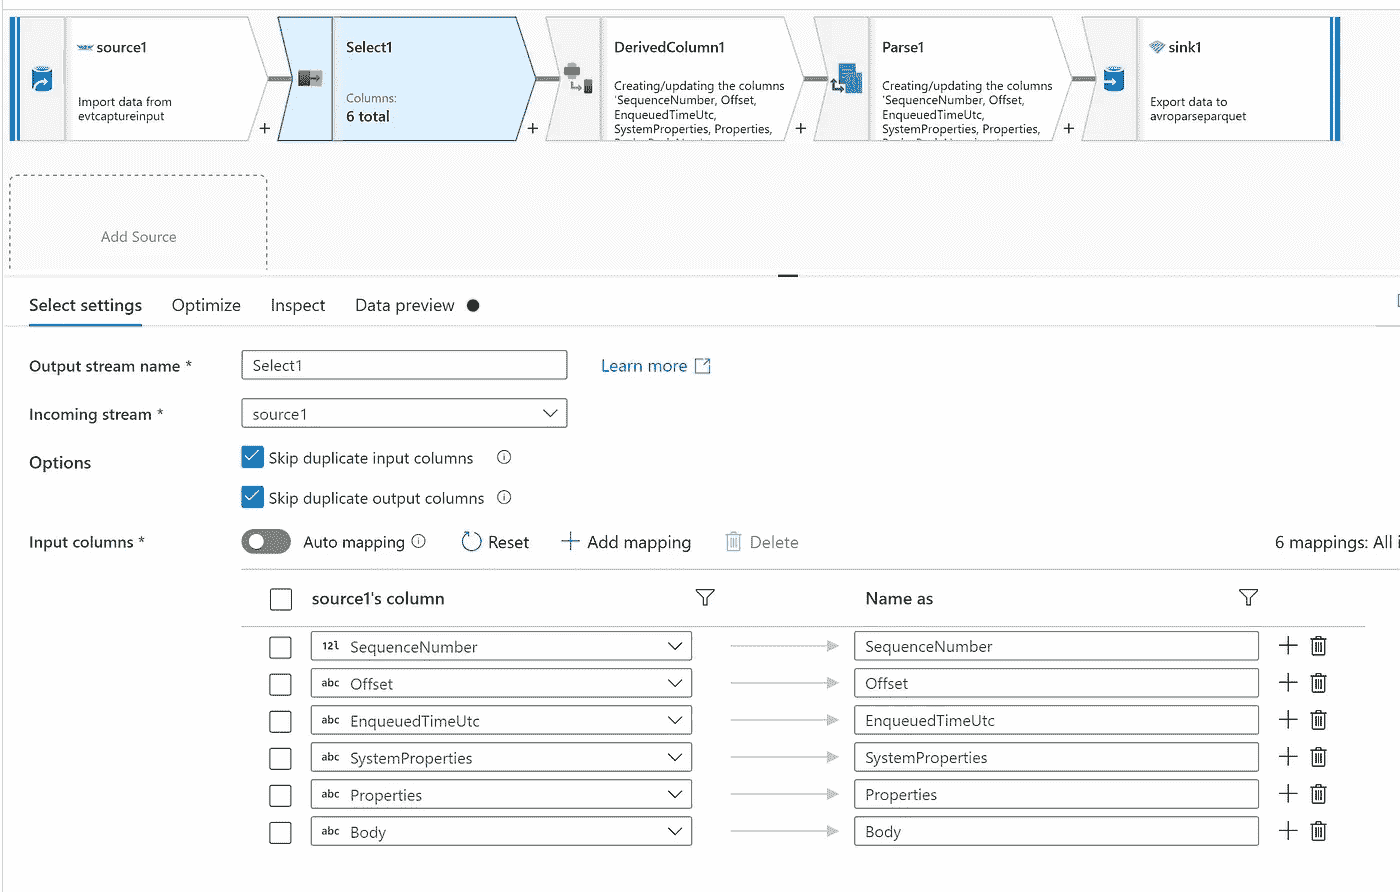 source1
Import data from
evtcaptureinput
+
Select1
Columns:
6 total
+
DerivedColumn1
Creating/updating the columns
'SequenceNumber, Offset,
EnqueuedTimeUtc,
SystemProperties, Properties,
+
Parse1
Creating/updating the columns
'SequenceNumber, Offset,
EnqueuedTimeUtc,
SystemProperties, Properties,
+
sink1
Export data to
avroparseparquet
Add Source
Select settings Optimize Inspect Data preview
Output stream name * Select1 Learn more
Incoming stream * source1
Options Skip duplicate input columns
Skip duplicate output columns
Input columns * Auto mapping Reset + Add mapping Delete 6 mappings: All
source1's column Name as
12l SequenceNumber SequenceNumber
abc Offset Offset
abc EnqueuedTimeUtc EnqueuedTimeUtc
abc SystemProperties SystemProperties
abc Properties Properties
abc Body Body